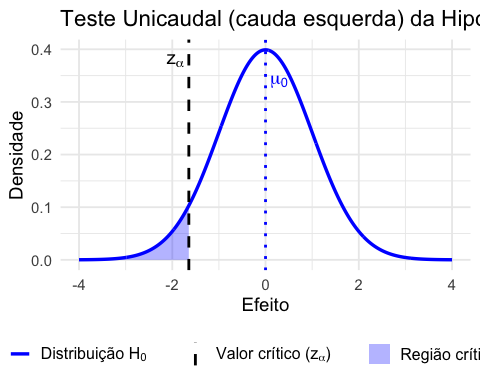 Teste Unicaudal (cauda esquerda) da Hipo
zα
μ0
Densidade
0.4
0.3
0.2
0.1
0.0
-4 -2 0 2 4
Efeito
Distribuição H0 Valor crítico (zα) Região críti